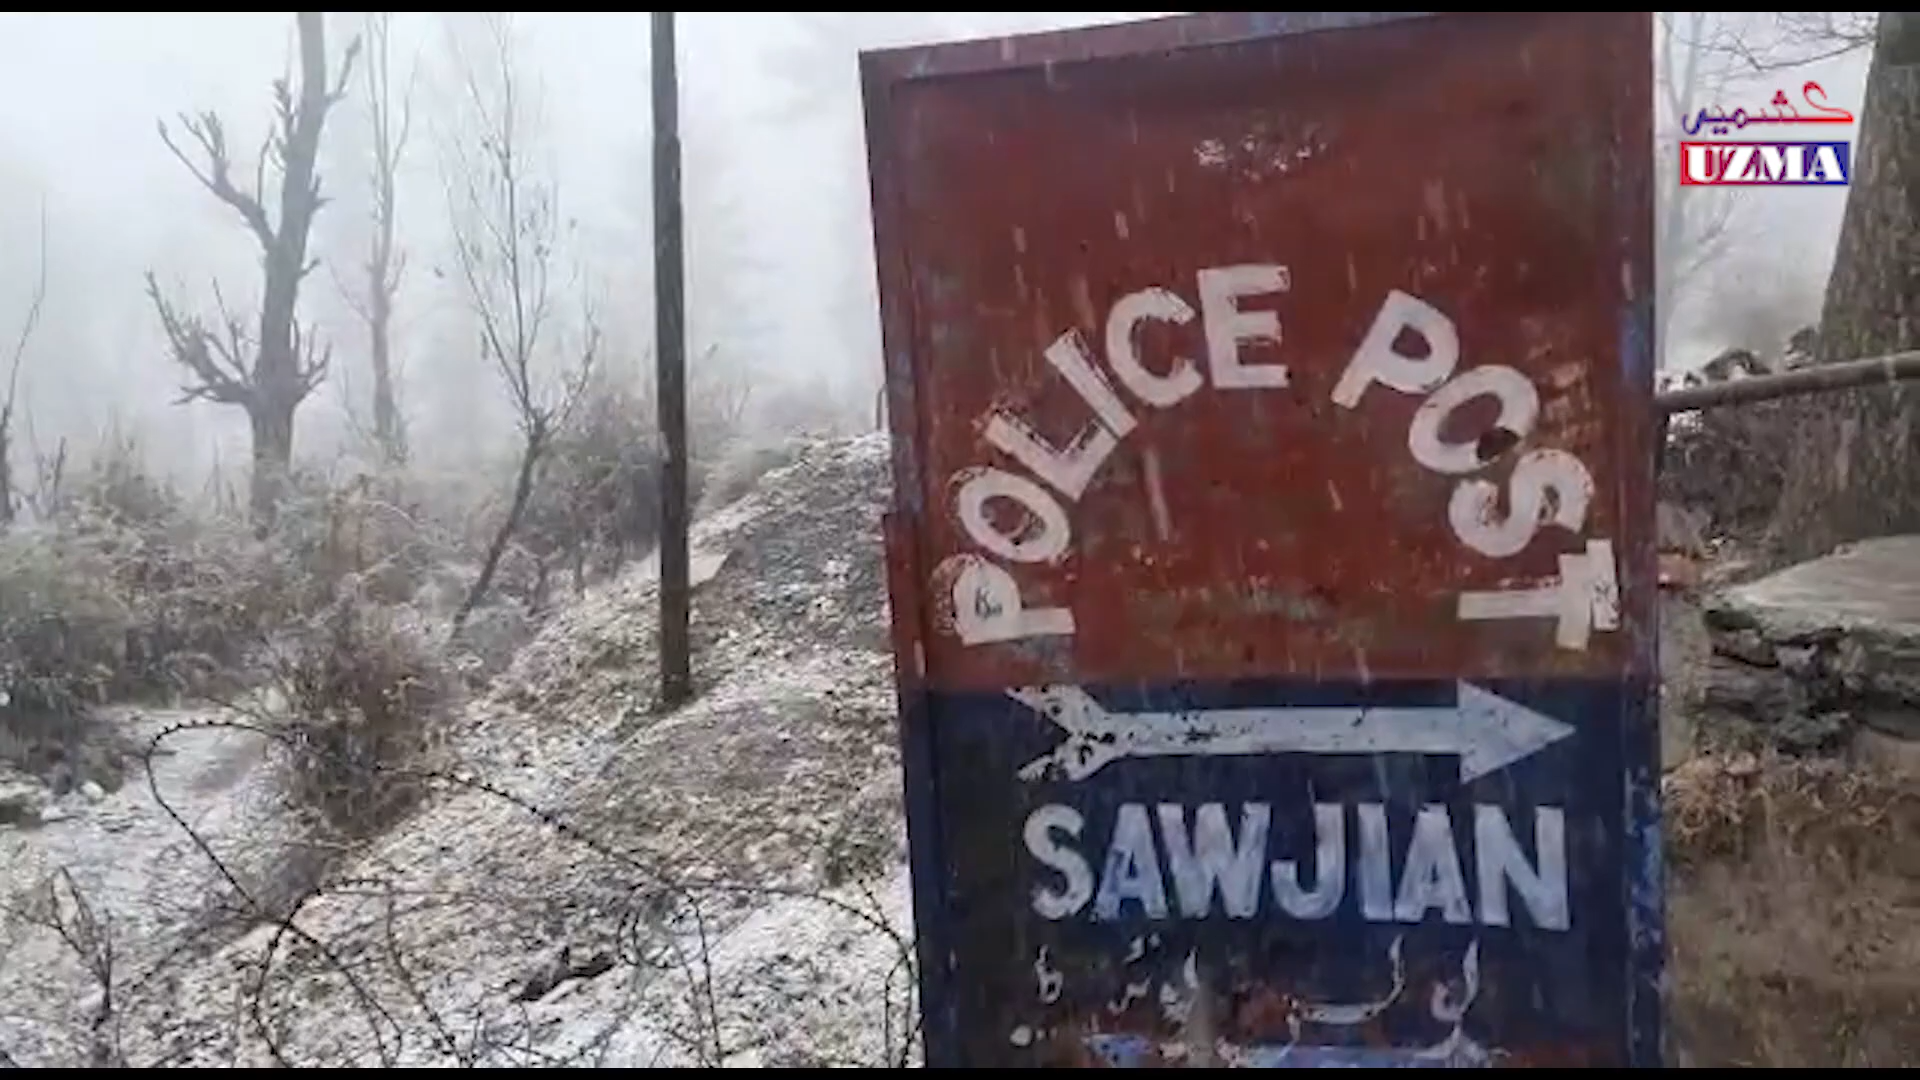 کشمیر
UZMA
POLICE POST
SAWJIAN